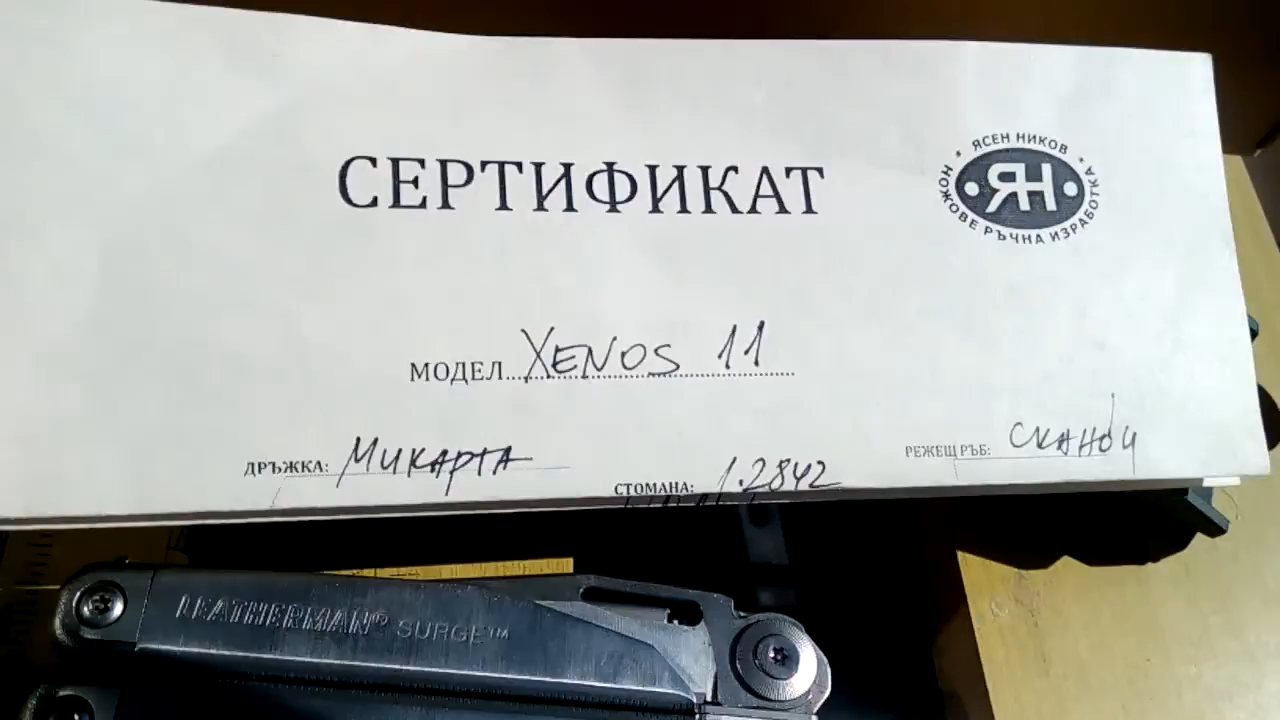 СЕРТИФИКАТ
ЯСЕН НИКОВ
ЯН
НОЖОВЕ РЪЧНА ИЗРАБОТКА
МОДЕЛ XENOS 11
ДРЪЖКА: МИКАРТА
СТОМАНА: 1.2842
РЕЖЕЩ РЪБ: СКАНДИ
LEATHERMAN® SURGE™